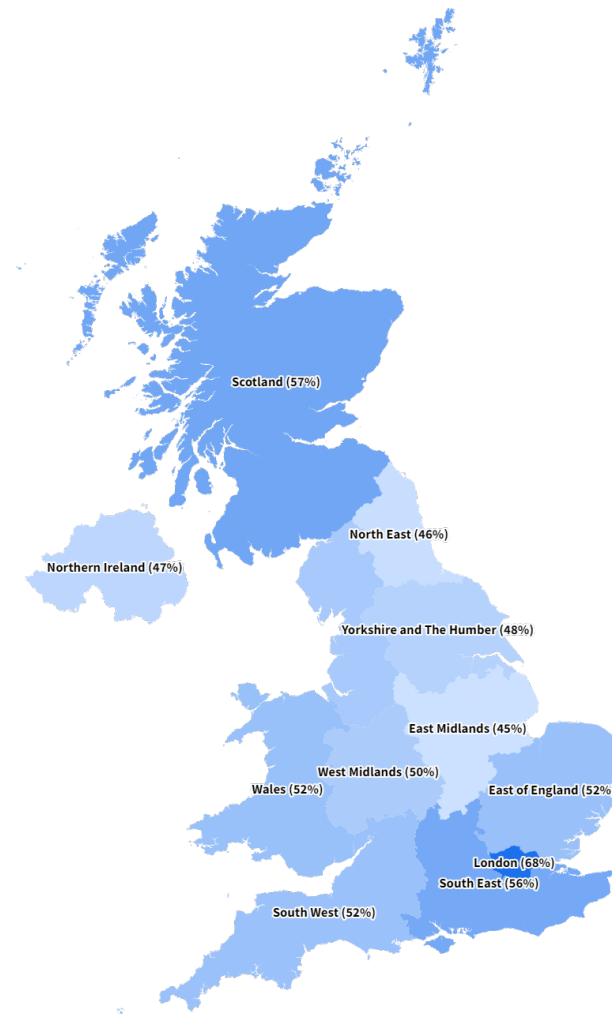 Scotland (57%)
North East (46%)
Northern Ireland (47%)
Yorkshire and The Humber (48%)
East Midlands (45%)
West Midlands (50%)
Wales (52%)
East of England (52%
London (68%)
South East (56%)
South West (52%)